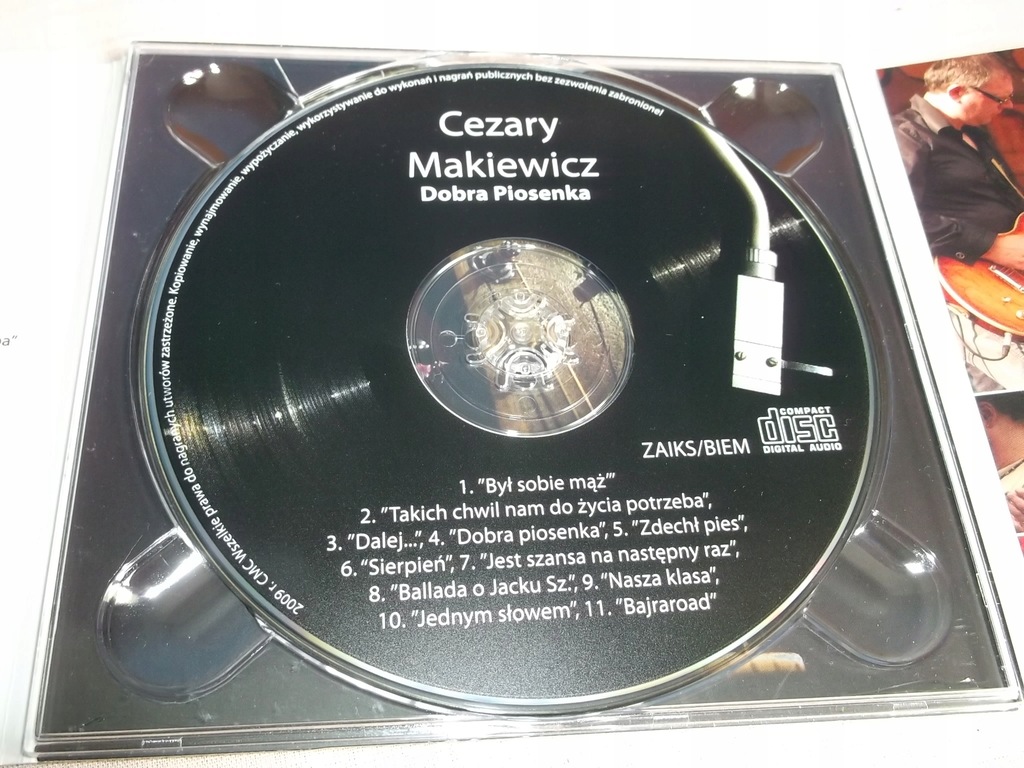 2009 r. CMC Wszelkie prawa do nagranych utworów zastrzeżone. Kopiowanie, wynajmowanie, wypożyczanie, wykorzystywanie do wykonań i nagrań publicznych bez zezwolenia zabronione!
Cezary
Makiewicz
Dobra Piosenka
COMPACT
disc
DIGITAL AUDIO
ZAIKS/BIEM
1. "Był sobie mąż"
2. "Takich chwil nam do życia potrzeba",
3. "Dalej...", 4. "Dobra piosenka", 5. "Zdechł pies",
6. "Sierpień", 7. "Jest szansa na następny raz",
8. "Ballada o Jacku Sz.", 9. "Nasza klasa",
10. "Jednym słowem", 11. "Bajraroad"